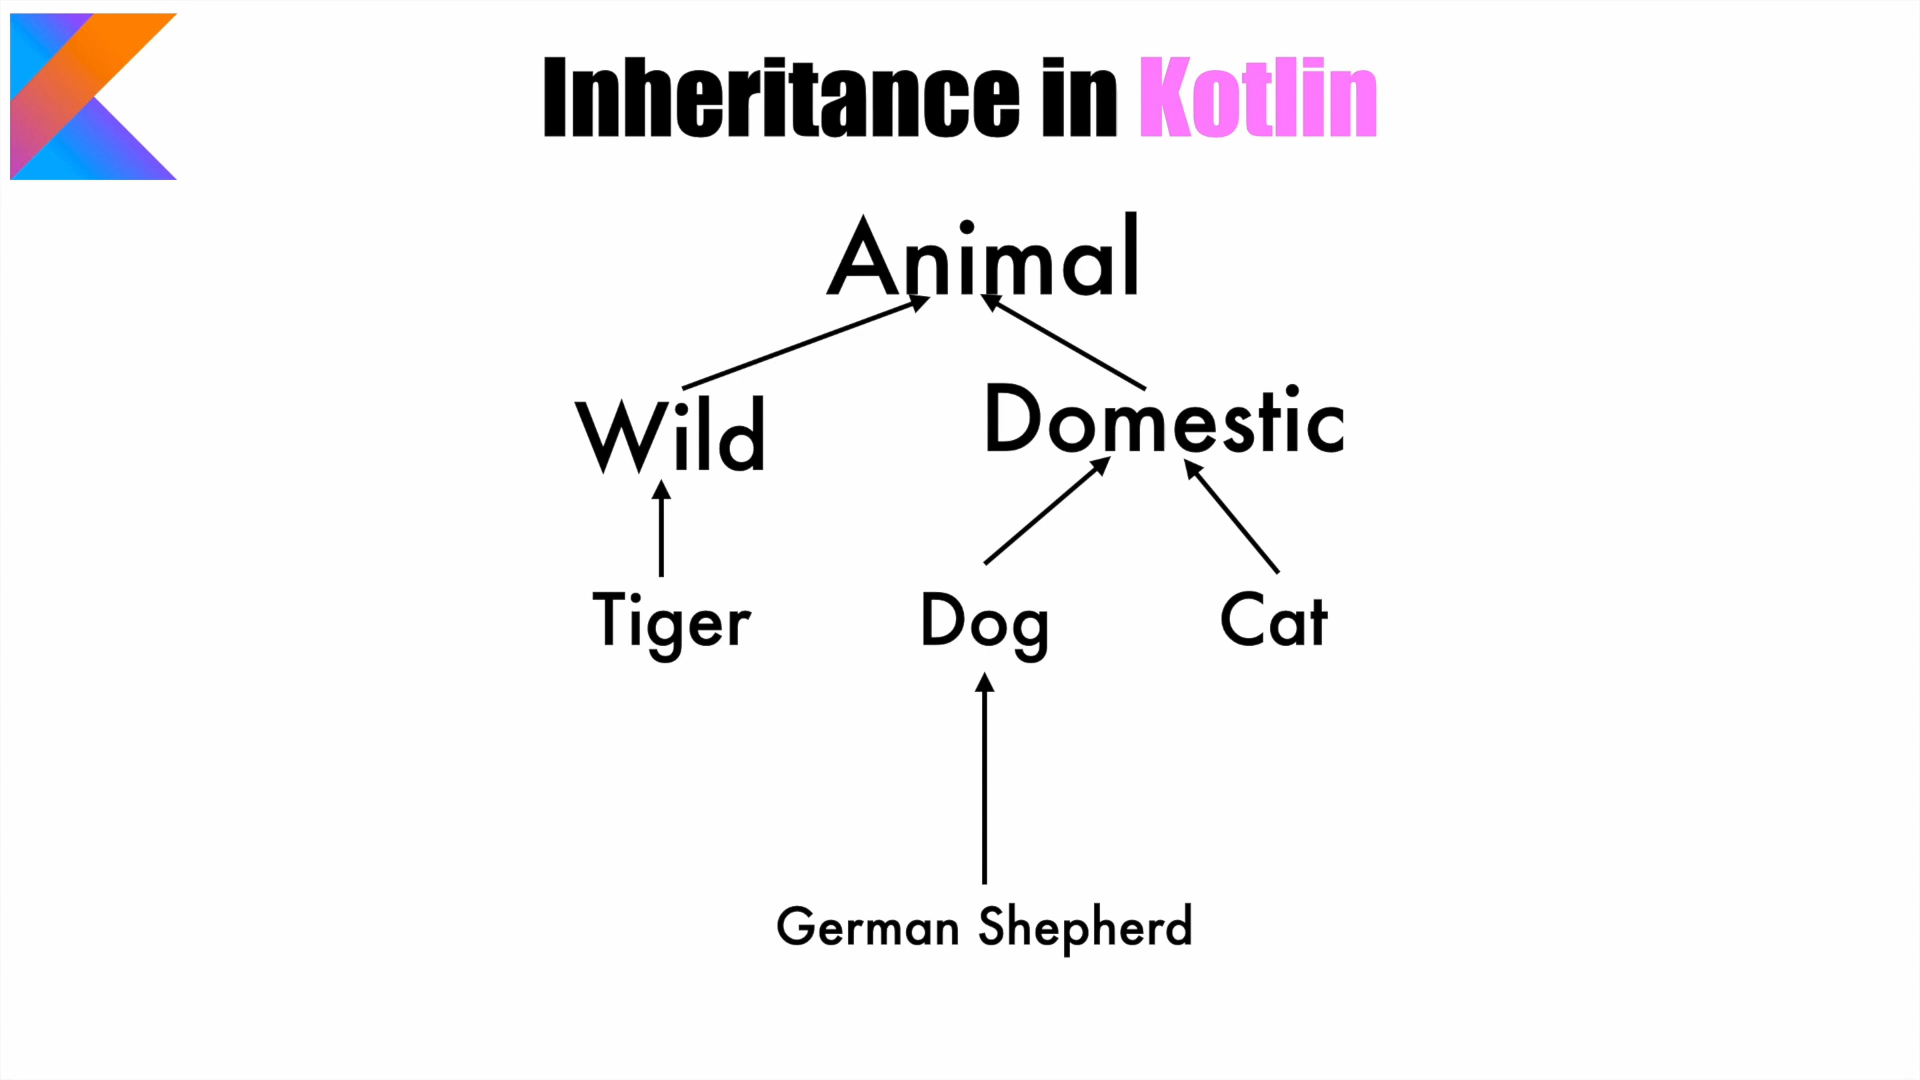 Inheritance in Kotlin
Animal
Wild
Domestic
Tiger
Dog
Cat
German Shepherd